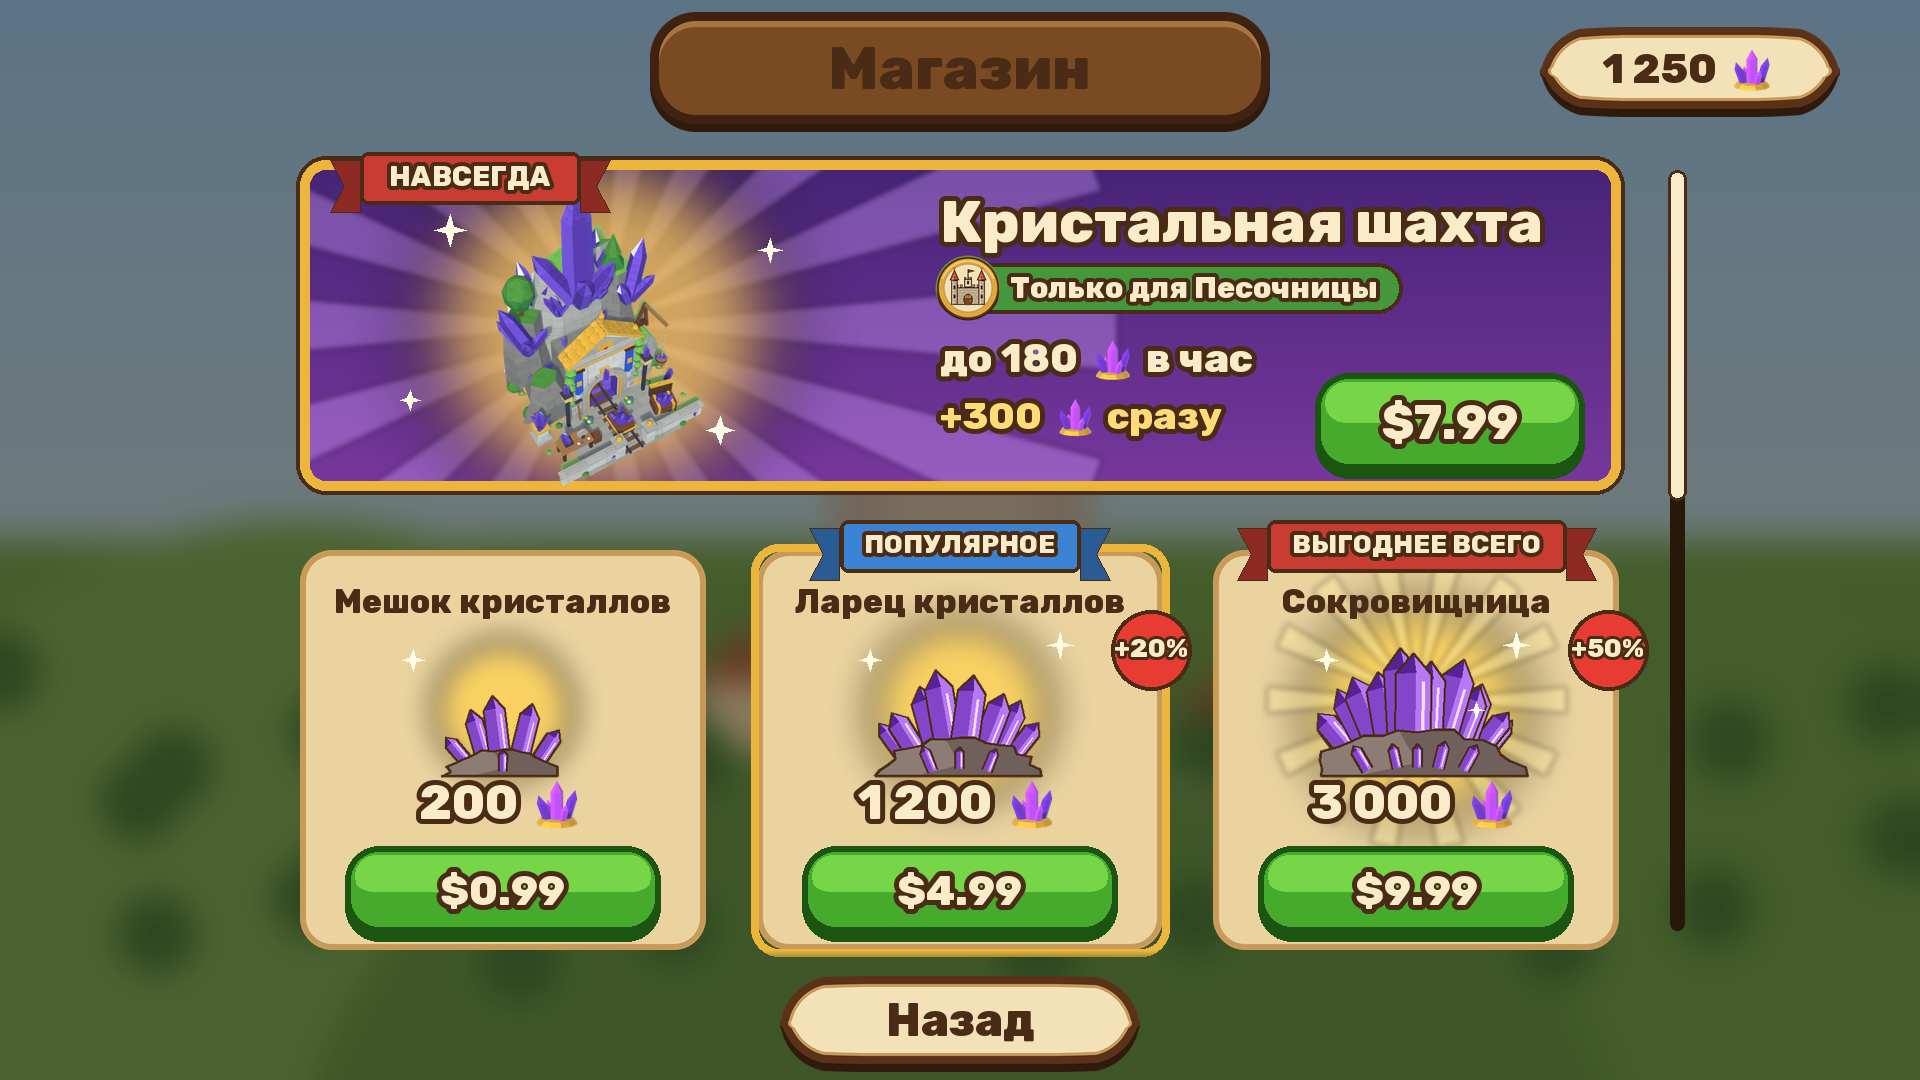 Магазин
1 250
НАВСЕГДА
Кристальная шахта
Только для Песочницы
до 180 в час
+300 сразу
$7.99
ПОПУЛЯРНОЕ
ВЫГОДНЕЕ ВСЕГО
Мешок кристаллов
Ларец кристаллов
Сокровищница
+20%
+50%
200
1 200
3 000
$0.99
$4.99
$9.99
Назад